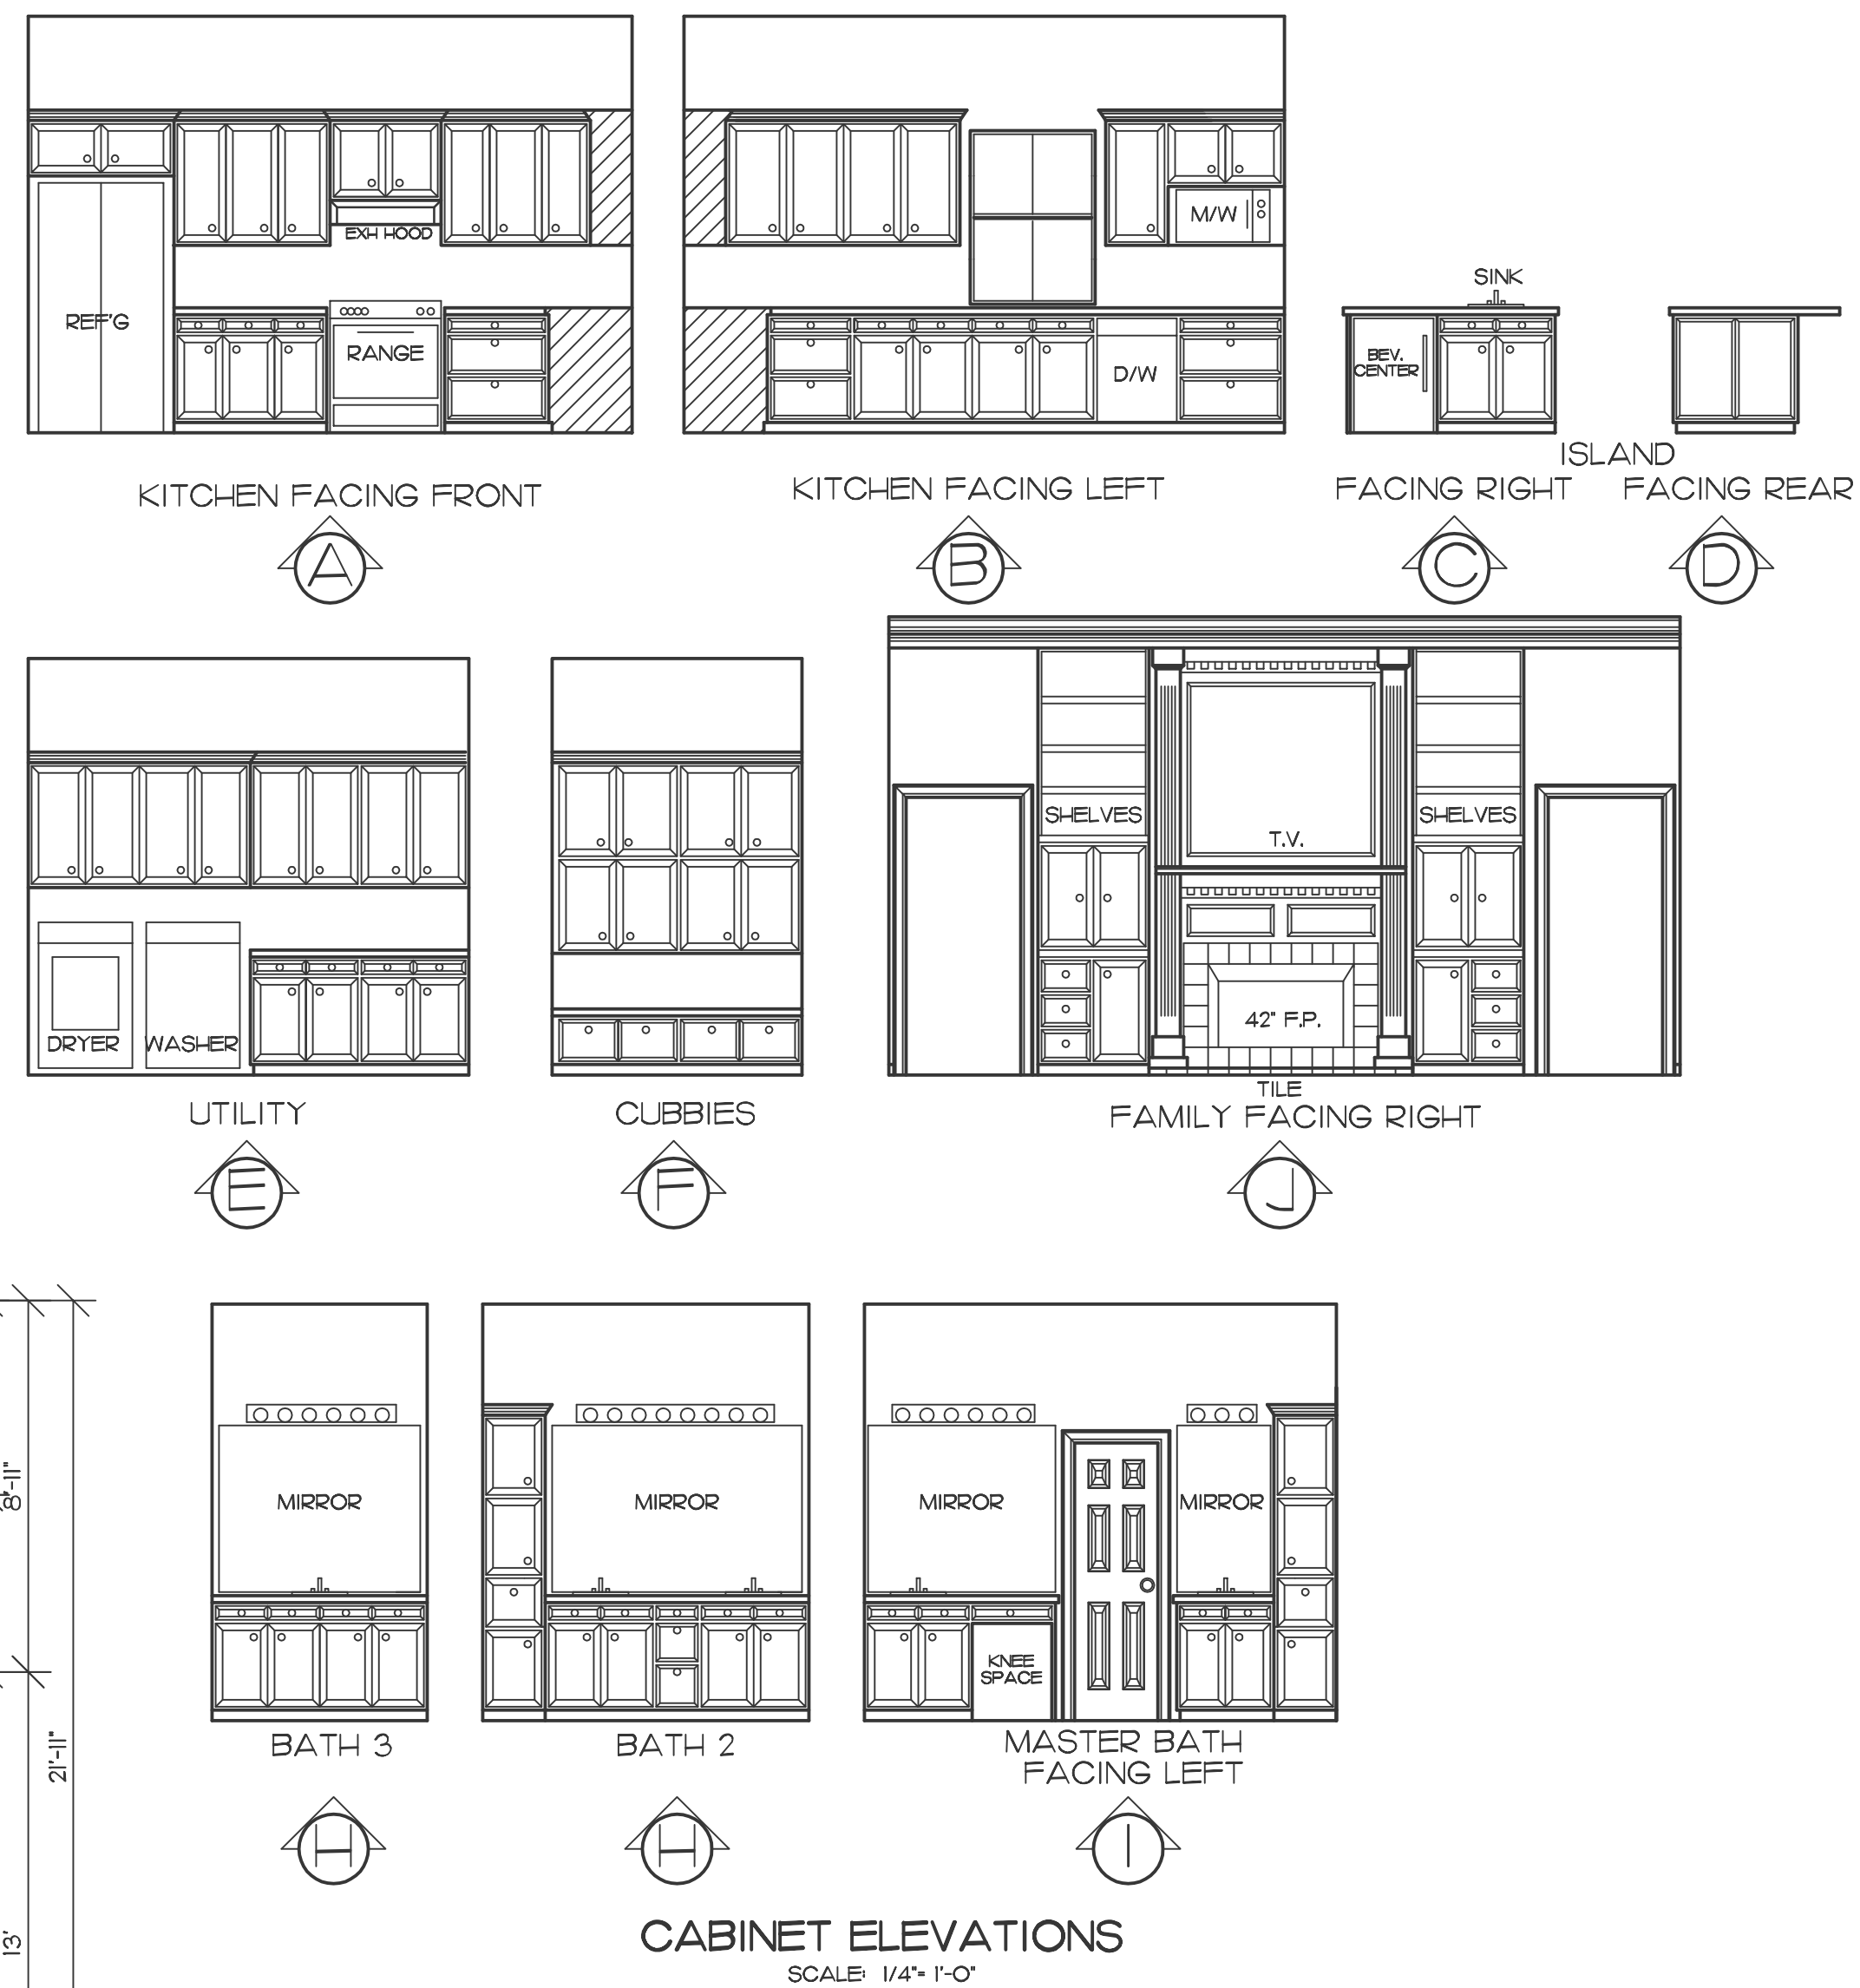 EXH HOOD
REF'G
RANGE
M/W
D/W
SINK
BEV.
CENTER
ISLAND
KITCHEN FACING FRONT
KITCHEN FACING LEFT
FACING RIGHT
FACING REAR
A
B
C
D
SHELVES
T.V.
SHELVES
42" F.P.
DRYER
WASHER
TILE
UTILITY
CUBBIES
FAMILY FACING RIGHT
E
F
J
8'-11"
MIRROR
MIRROR
MIRROR
MIRROR
KNEE
SPACE
21'-11"
BATH 3
BATH 2
MASTER BATH
FACING LEFT
H
H
I
13'
CABINET ELEVATIONS
SCALE: 1/4"= 1'-0"